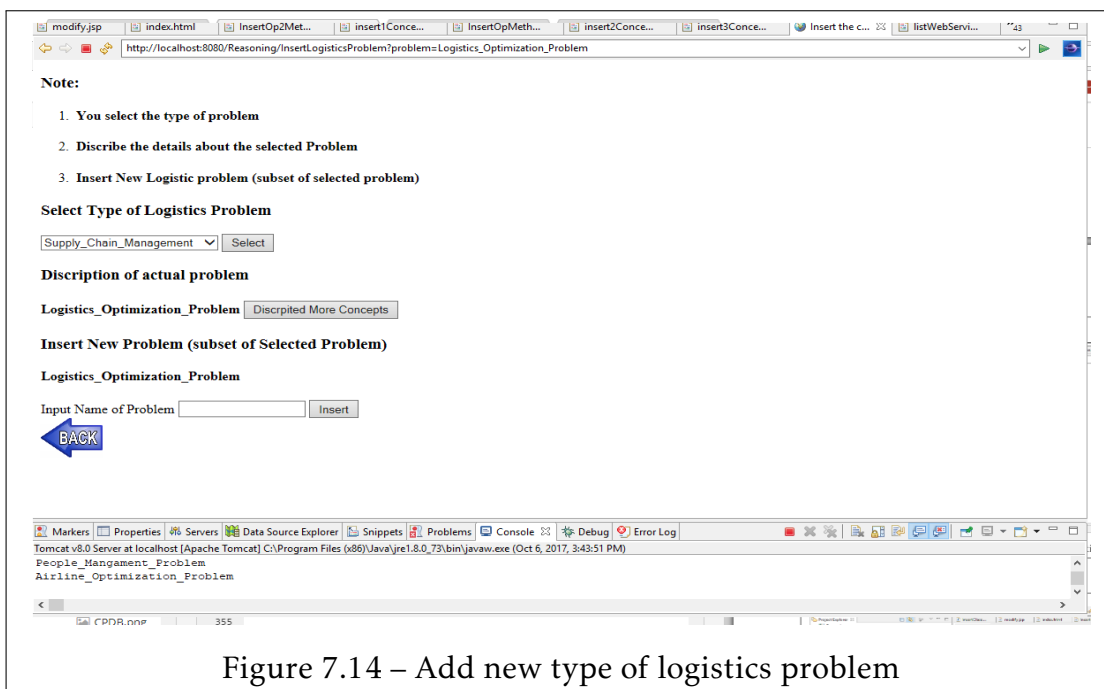 modify.jsp index.html InsertOp2Met... insert1Conce... InsertOpMeth... insert2Conce... insert3Conce... Insert the c... listWebServi... "43
http://localhost:8080/Reasoning/InsertLogisticsProblem?problem=Logistics_Optimization_Problem
Note:
1. You select the type of problem
2. Discribe the details about the selected Problem
3. Insert New Logistic problem (subset of selected problem)
Select Type of Logistics Problem
Supply_Chain_Management Select
Discription of actual problem
Logistics_Optimization_Problem Discrpited More Concepts
Insert New Problem (subset of Selected Problem)
Logistics_Optimization_Problem
Input Name of Problem Insert
BACK
Markers Properties Servers Data Source Explorer Snippets Problems Console Debug Error Log
Tomcat v8.0 Server at localhost [Apache Tomcat] C:\Program Files (x86)\Java\jre1.8.0_73\bin\javaw.exe (Oct 6, 2017, 3:43:51 PM)
People_Mangament_Problem
Airline_Optimization_Problem
CPDB.png 355
Figure 7.14 – Add new type of logistics problem